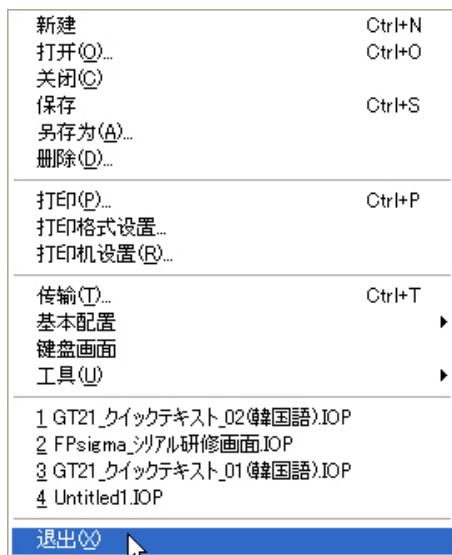 新建 Ctrl+N
打开(O)... Ctrl+O
关闭(C)
保存 Ctrl+S
另存为(A)...
删除(D)...
打印(P)... Ctrl+P
打印格式设置...
打印机设置(R)...
传输(T)... Ctrl+T
基本配置
键盘画面
工具(U)
1 GT21_クイックテキスト_02(韓国語).IOP
2 FPsigma_シリアル研修画面.IOP
3 GT21_クイックテキスト_01(韓国語).IOP
4 Untitled1.IOP
退出(X)